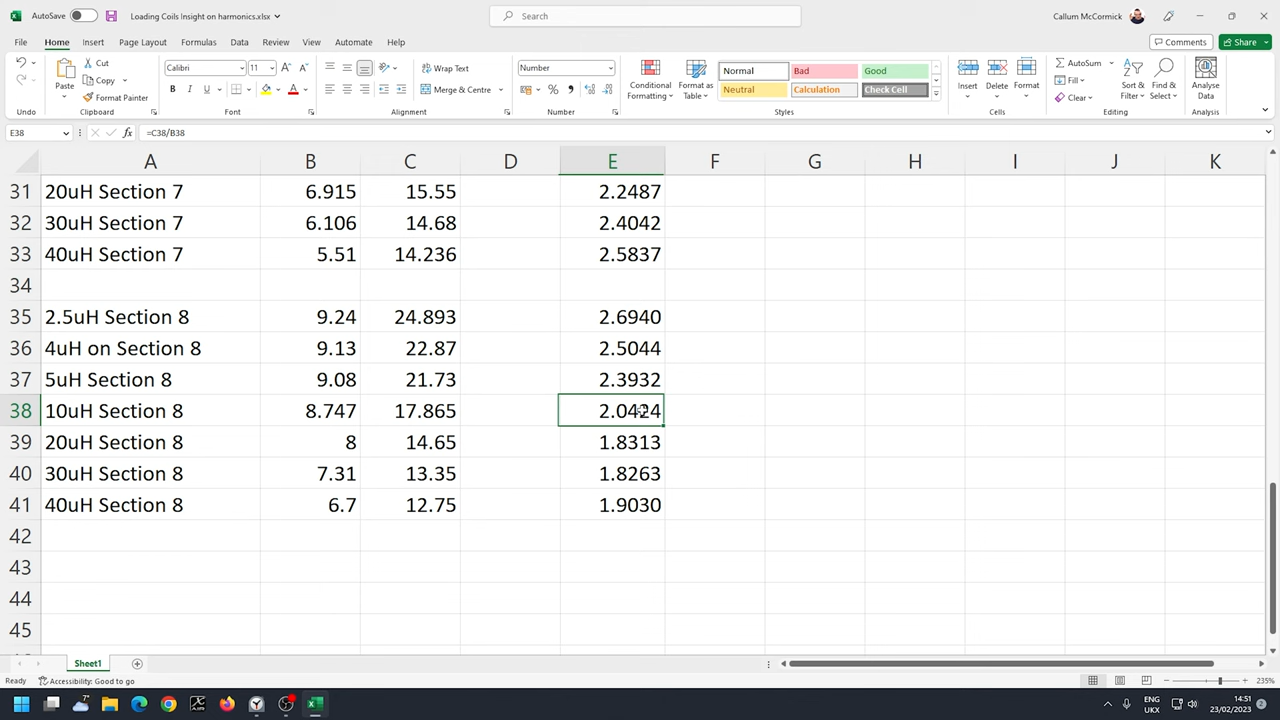 AutoSave Off Loading Coils Insight on harmonics.xlsx Search Callum McCormick
File Home Insert Page Layout Formulas Data Review View Automate Help Comments Share
Paste Cut Copy Format Painter
Calibri 11
B I U
Wrap Text
Merge & Centre
Number
Conditional Formatting
Format as Table
Normal Bad Good
Neutral Calculation Check Cell
Insert Delete Format
AutoSum
Fill
Clear
Sort & Filter
Find & Select
Analyse Data
Undo Clipboard Font Alignment Number Styles Cells Editing Analysis
E38 fx =C38/B38
A B C D E F G H I J K
31 20uH Section 7 6.915 15.55 2.2487
32 30uH Section 7 6.106 14.68 2.4042
33 40uH Section 7 5.51 14.236 2.5837
34
35 2.5uH Section 8 9.24 24.893 2.6940
36 4uH on Section 8 9.13 22.87 2.5044
37 5uH Section 8 9.08 21.73 2.3932
38 10uH Section 8 8.747 17.865 2.0424
39 20uH Section 8 8 14.65 1.8313
40 30uH Section 8 7.31 13.35 1.8263
41 40uH Section 8 6.7 12.75 1.9030
42
43
44
45
Sheet1
Ready Accessibility: Good to go 235%
ENG UKX 14:51 23/02/2023